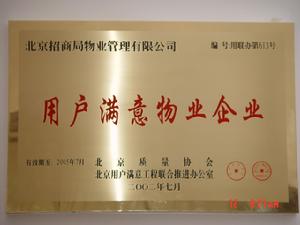 北京招商局物业管理有限公司 编号:用联办第613号
用户满意物业企业
有效期至:2005年7月 北京质量协会
北京用户满意工程联合推进办公室
二〇〇二年七月